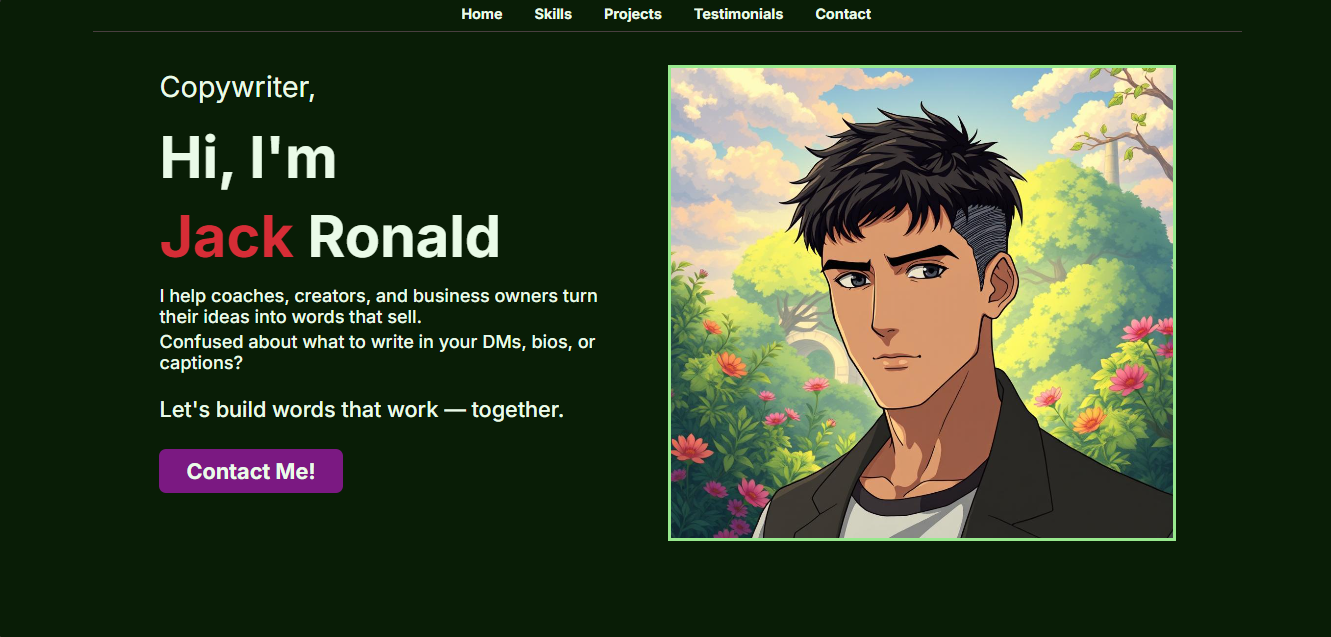 Home Skills Projects Testimonials Contact
Copywriter,
Hi, I'm
Jack Ronald
I help coaches, creators, and business owners turn
their ideas into words that sell.
Confused about what to write in your DMs, bios, or
captions?
Let's build words that work — together.
Contact Me!